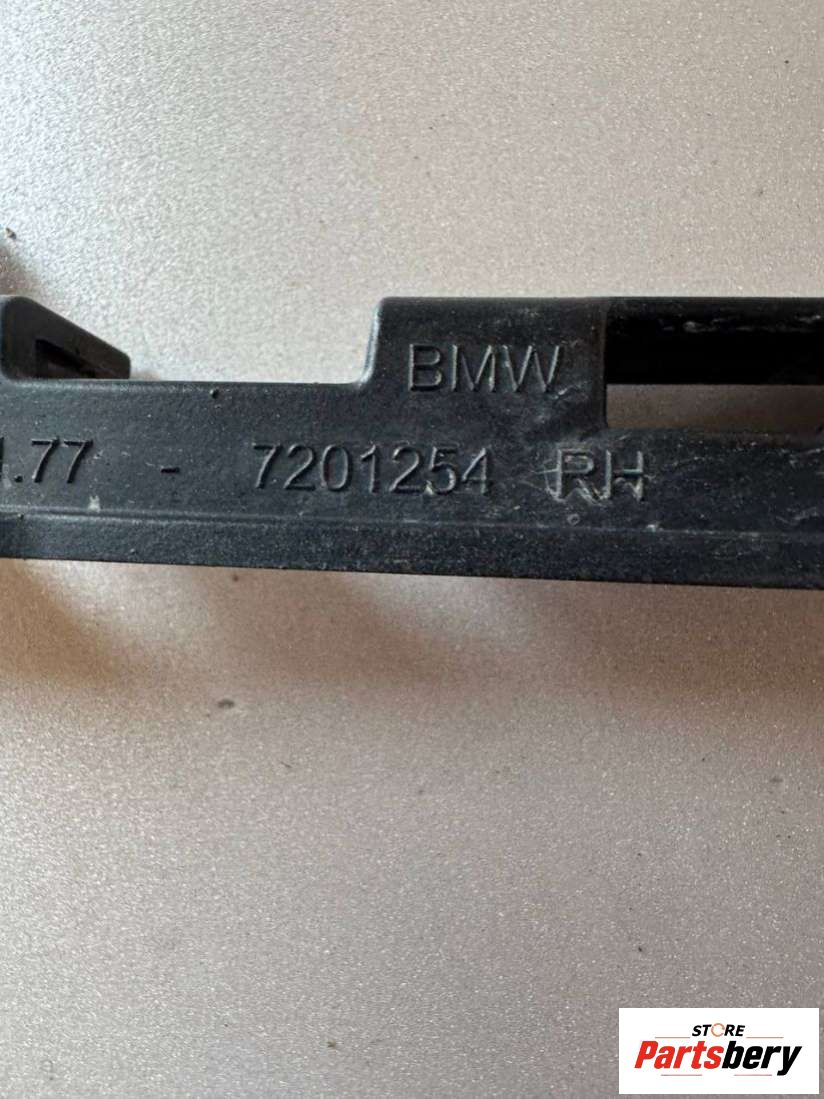 BMW
.77 - 7201254 RH
STORE
Partsbery